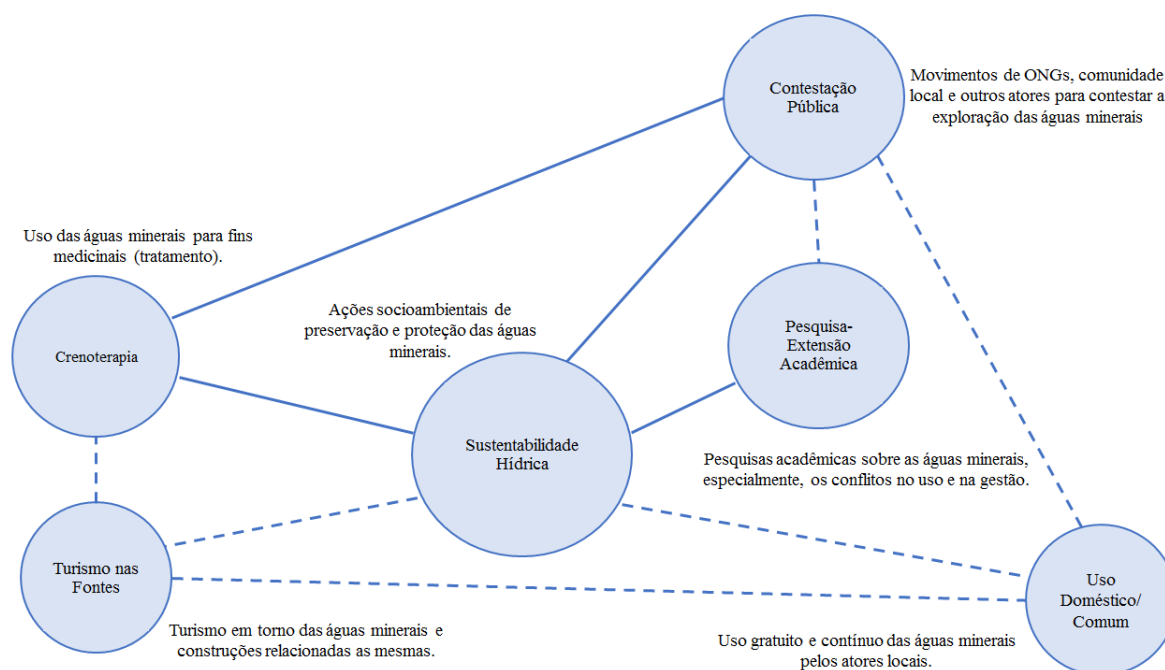 Contestação
Pública
Movimentos de ONGs, comunidade
local e outros atores para contestar a
exploração das águas minerais
Uso das águas minerais para fins
medicinais (tratamento).
Crenoterapia
Ações socioambientais de
preservação e proteção das águas
minerais.
Pesquisa-
Extensão
Acadêmica
Sustentabilidade
Hídrica
Pesquisas acadêmicas sobre as águas minerais,
especialmente, os conflitos no uso e na gestão.
Turismo nas
Fontes
Uso
Doméstico/
Comum
Turismo em torno das águas minerais e
construções relacionadas as mesmas.
Uso gratuito e contínuo das águas minerais
pelos atores locais.